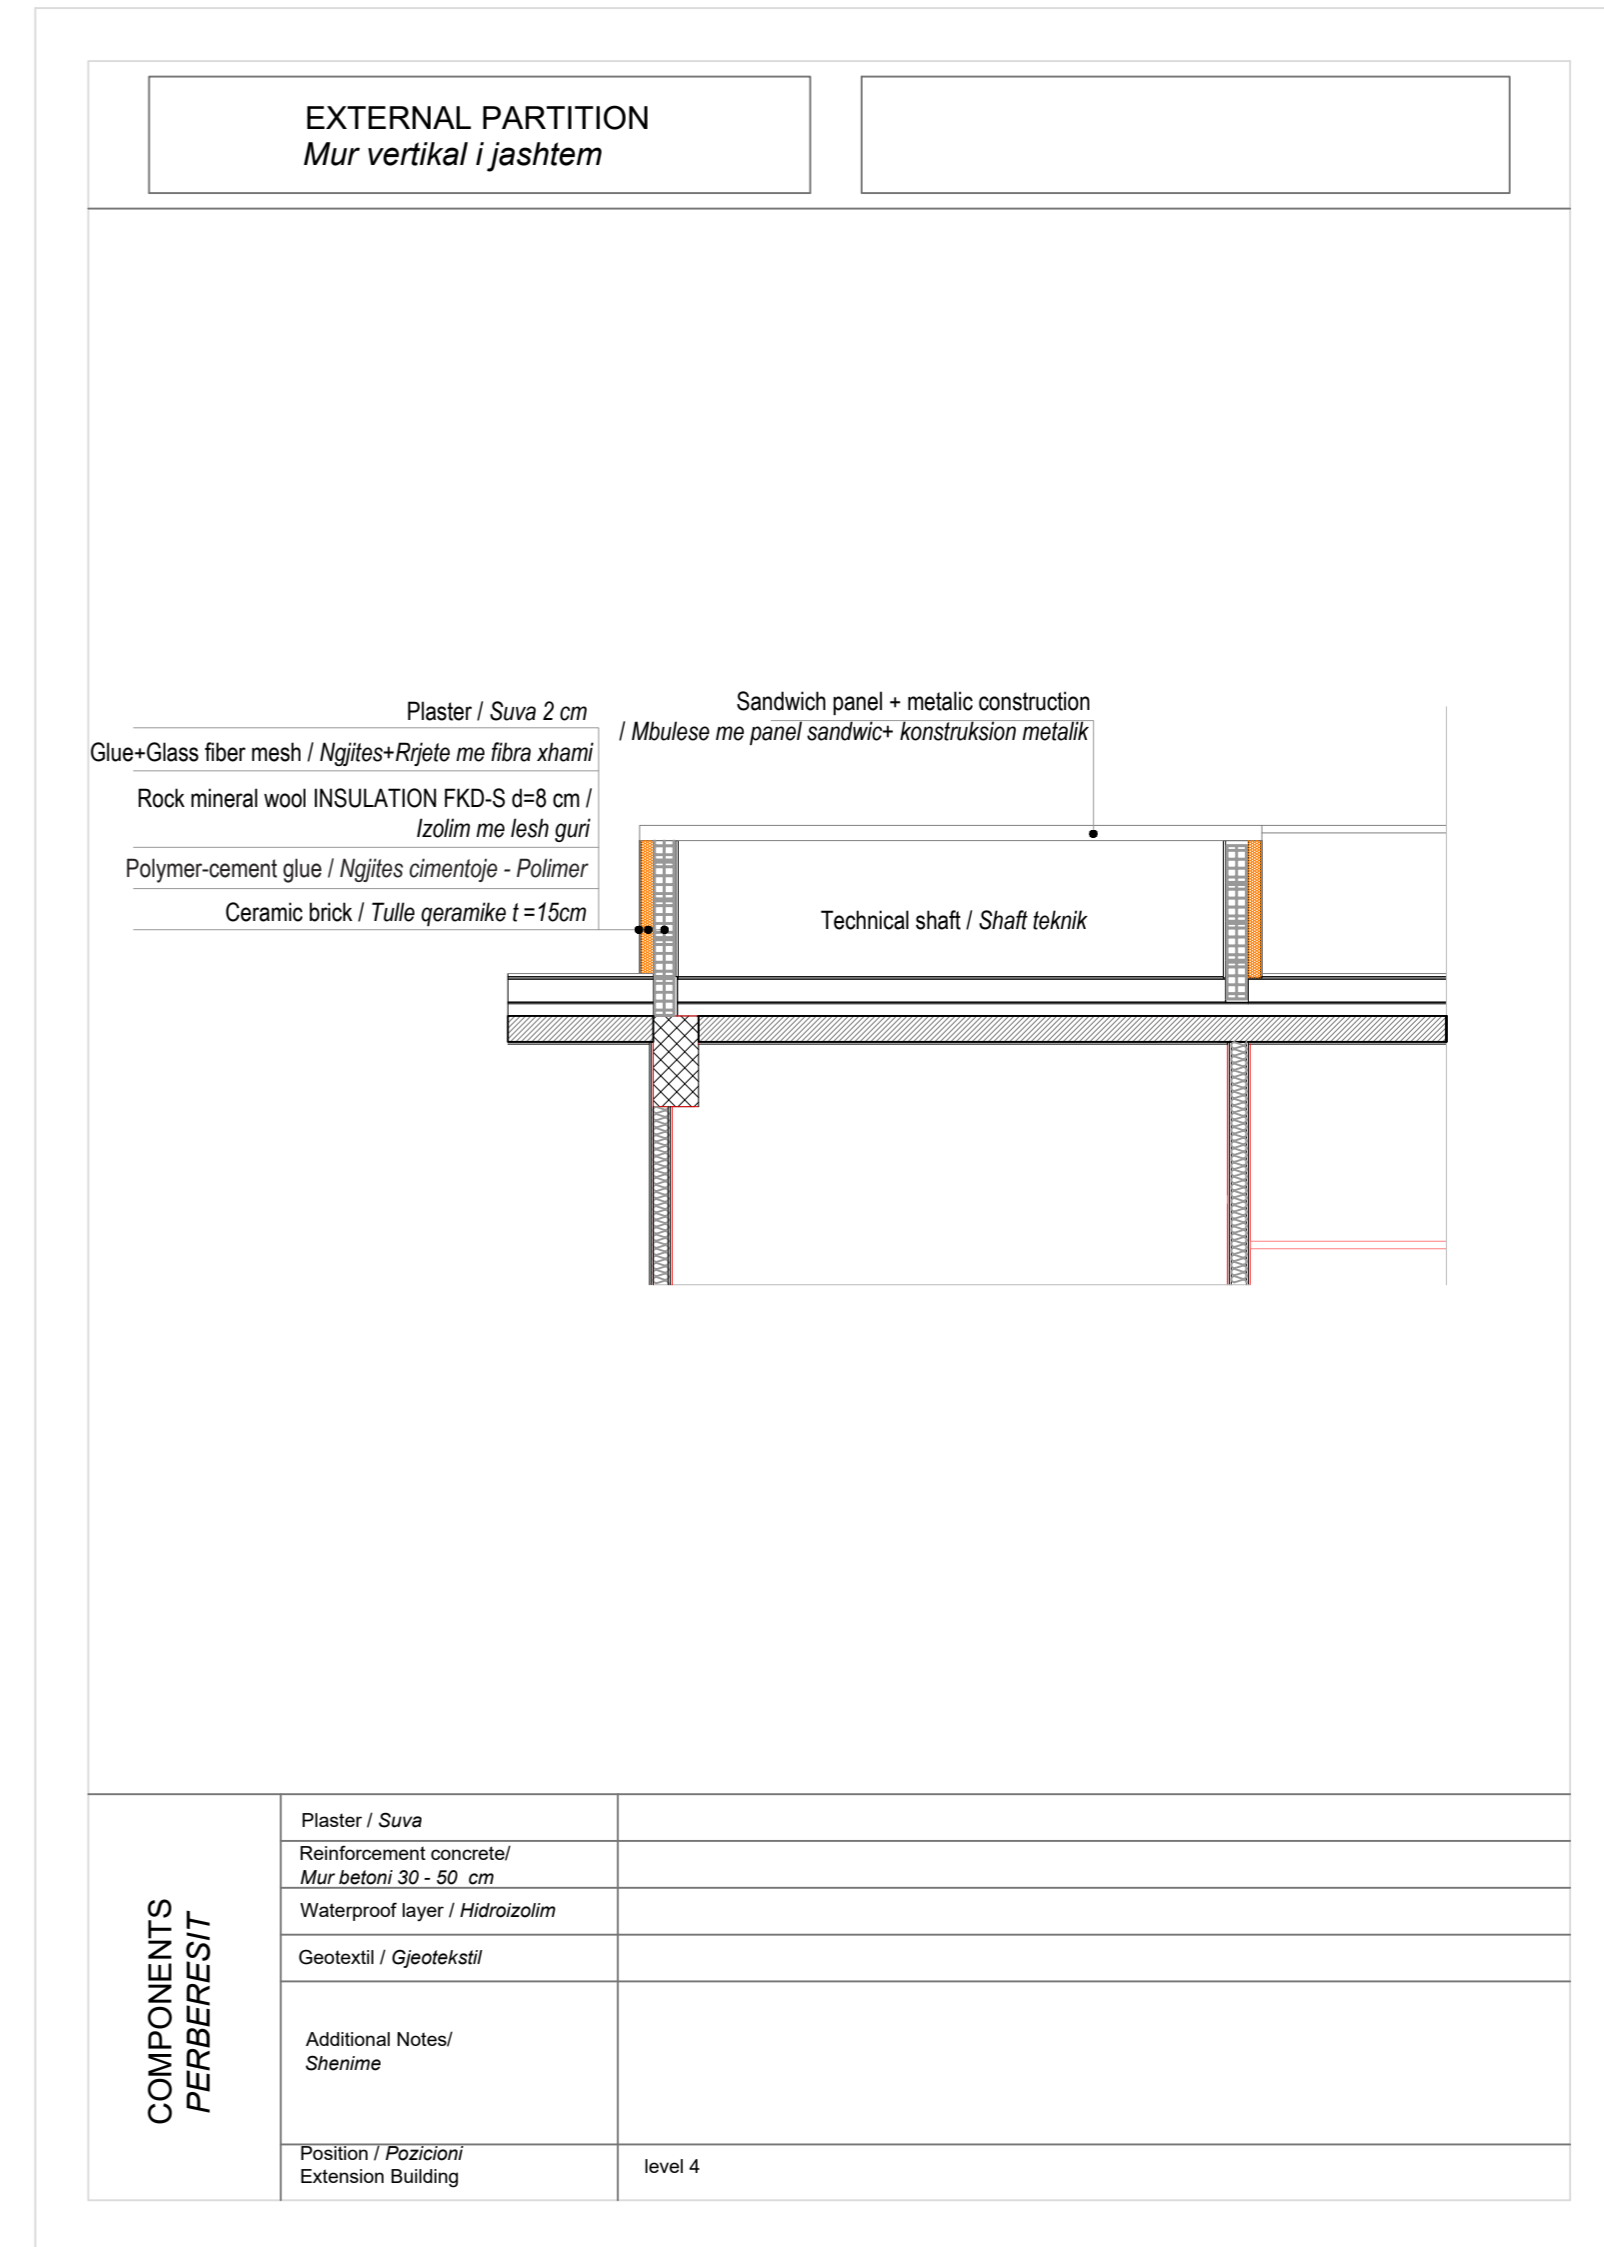 EXTERNAL PARTITION
Mur vertikal i jashtem
Plaster / Suva 2 cm
Glue+Glass fiber mesh / Ngjites+Rrjete me fibra xhami
Rock mineral wool INSULATION FKD-S d=8 cm /
Izolim me lesh guri
Polymer-cement glue / Ngjites cimentoje - Polimer
Ceramic brick / Tulle qeramike t =15cm
Sandwich panel + metalic construction
/ Mbulese me panel sandwic+ konstruksion metalik
Technical shaft / Shaft teknik
COMPONENTS
PERBERESIT
Plaster / Suva
Reinforcement concrete/
Mur betoni 30 - 50 cm
Waterproof layer / Hidroizolim
Geotextil / Gjeotekstil
Additional Notes/
Shenime
Position / Pozicioni
Extension Building
level 4